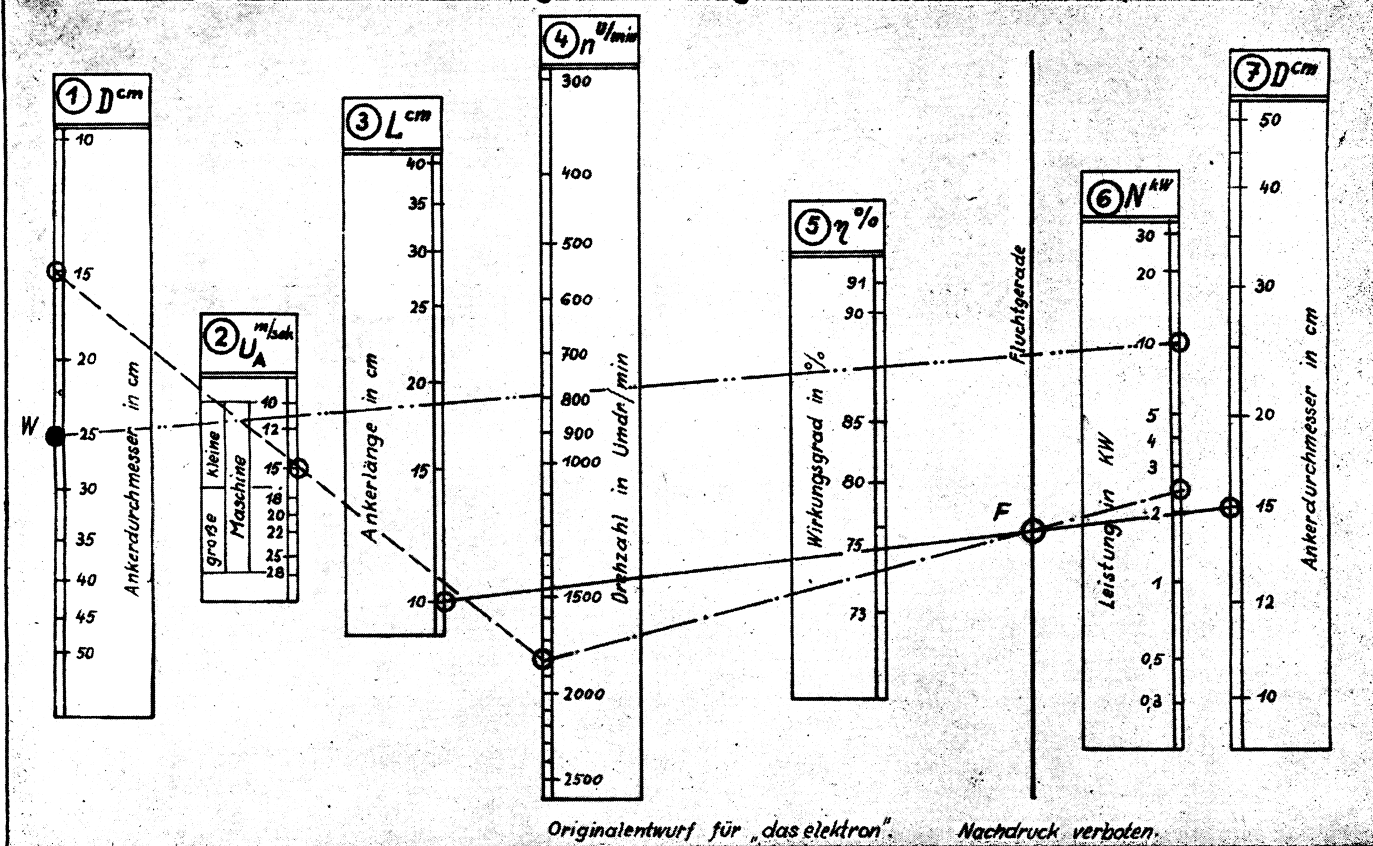 ① D cm
10
15
20
W 25
30
35
40
45
50
Ankerdurchmesser in cm
② U_A m/sek
10
12
15
18
20
22
25
28
kleine
große
Maschine
③ L cm
40
35
30
25
20
15
10
Ankerlänge in cm
④ n U/min
300
400
500
600
700
800
900
1000
1500
2000
2500
Drehzahl in Umdr/min
⑤ η %
91
90
85
80
75
73
Wirkungsgrad in %
Fluchtgerade
F
⑥ N kW
30
20
10
5
4
3
2
1
0,5
0,3
Leistung in KW
⑦ D cm
50
40
30
20
15
12
10
Ankerdurchmesser in cm
Originalentwurf für „das elektron". Nachdruck verboten.